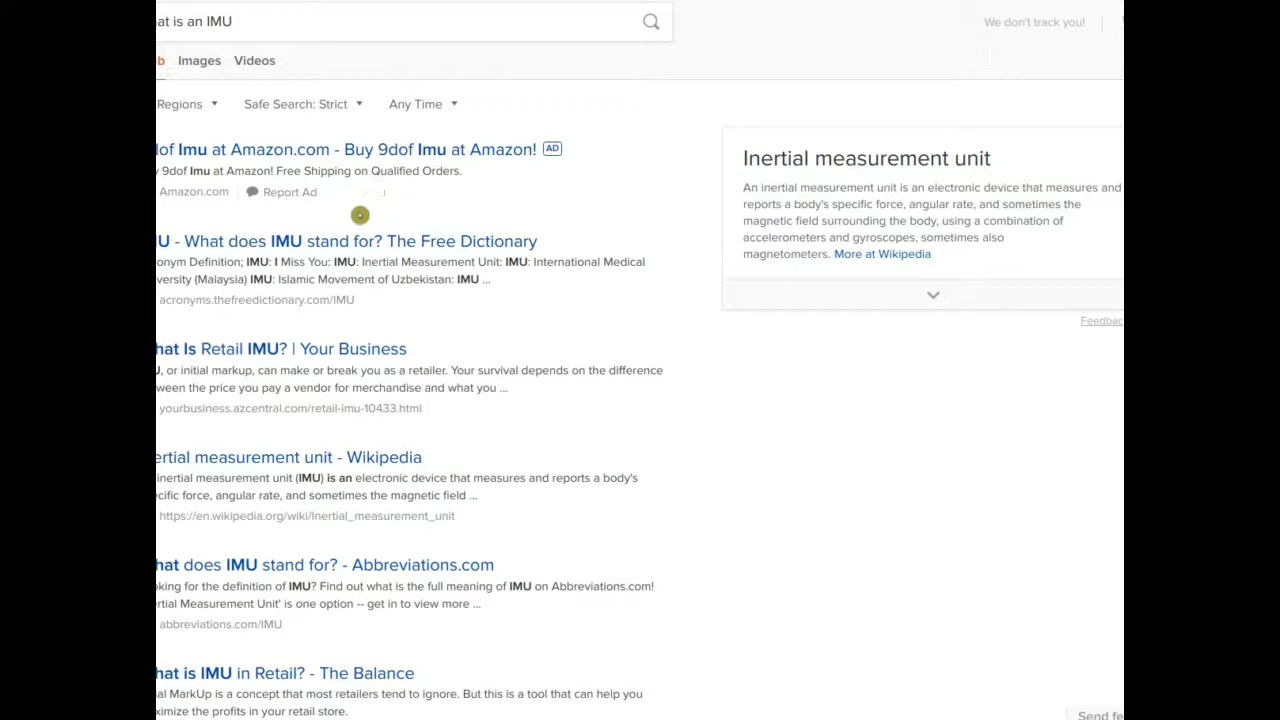 at is an IMU
We don't track you!
b Images Videos
Regions Safe Search: Strict Any Time
dof Imu at Amazon.com - Buy 9dof Imu at Amazon! AD
y 9dof Imu at Amazon! Free Shipping on Qualified Orders.
Amazon.com Report Ad
U - What does IMU stand for? The Free Dictionary
onym Definition; IMU: I Miss You: IMU: Inertial Measurement Unit: IMU: International Medical
versity (Malaysia) IMU: Islamic Movement of Uzbekistan: IMU ...
acronyms.thefreedictionary.com/IMU
hat Is Retail IMU? | Your Business
U, or initial markup, can make or break you as a retailer. Your survival depends on the difference
ween the price you pay a vendor for merchandise and what you ...
yourbusiness.azcentral.com/retail-imu-10433.html
ertial measurement unit - Wikipedia
inertial measurement unit (IMU) is an electronic device that measures and reports a body's
ecific force, angular rate, and sometimes the magnetic field ...
https://en.wikipedia.org/wiki/Inertial_measurement_unit
hat does IMU stand for? - Abbreviations.com
oking for the definition of IMU? Find out what is the full meaning of IMU on Abbreviations.com!
ertial Measurement Unit' is one option -- get in to view more ...
abbreviations.com/IMU
hat is IMU in Retail? - The Balance
ial MarkUp is a concept that most retailers tend to ignore. But this is a tool that can help you
ximize the profits in your retail store.
Inertial measurement unit
An inertial measurement unit is an electronic device that measures and
reports a body's specific force, angular rate, and sometimes the
magnetic field surrounding the body, using a combination of
accelerometers and gyroscopes, sometimes also
magnetometers. More at Wikipedia
Feedbac
Send fe